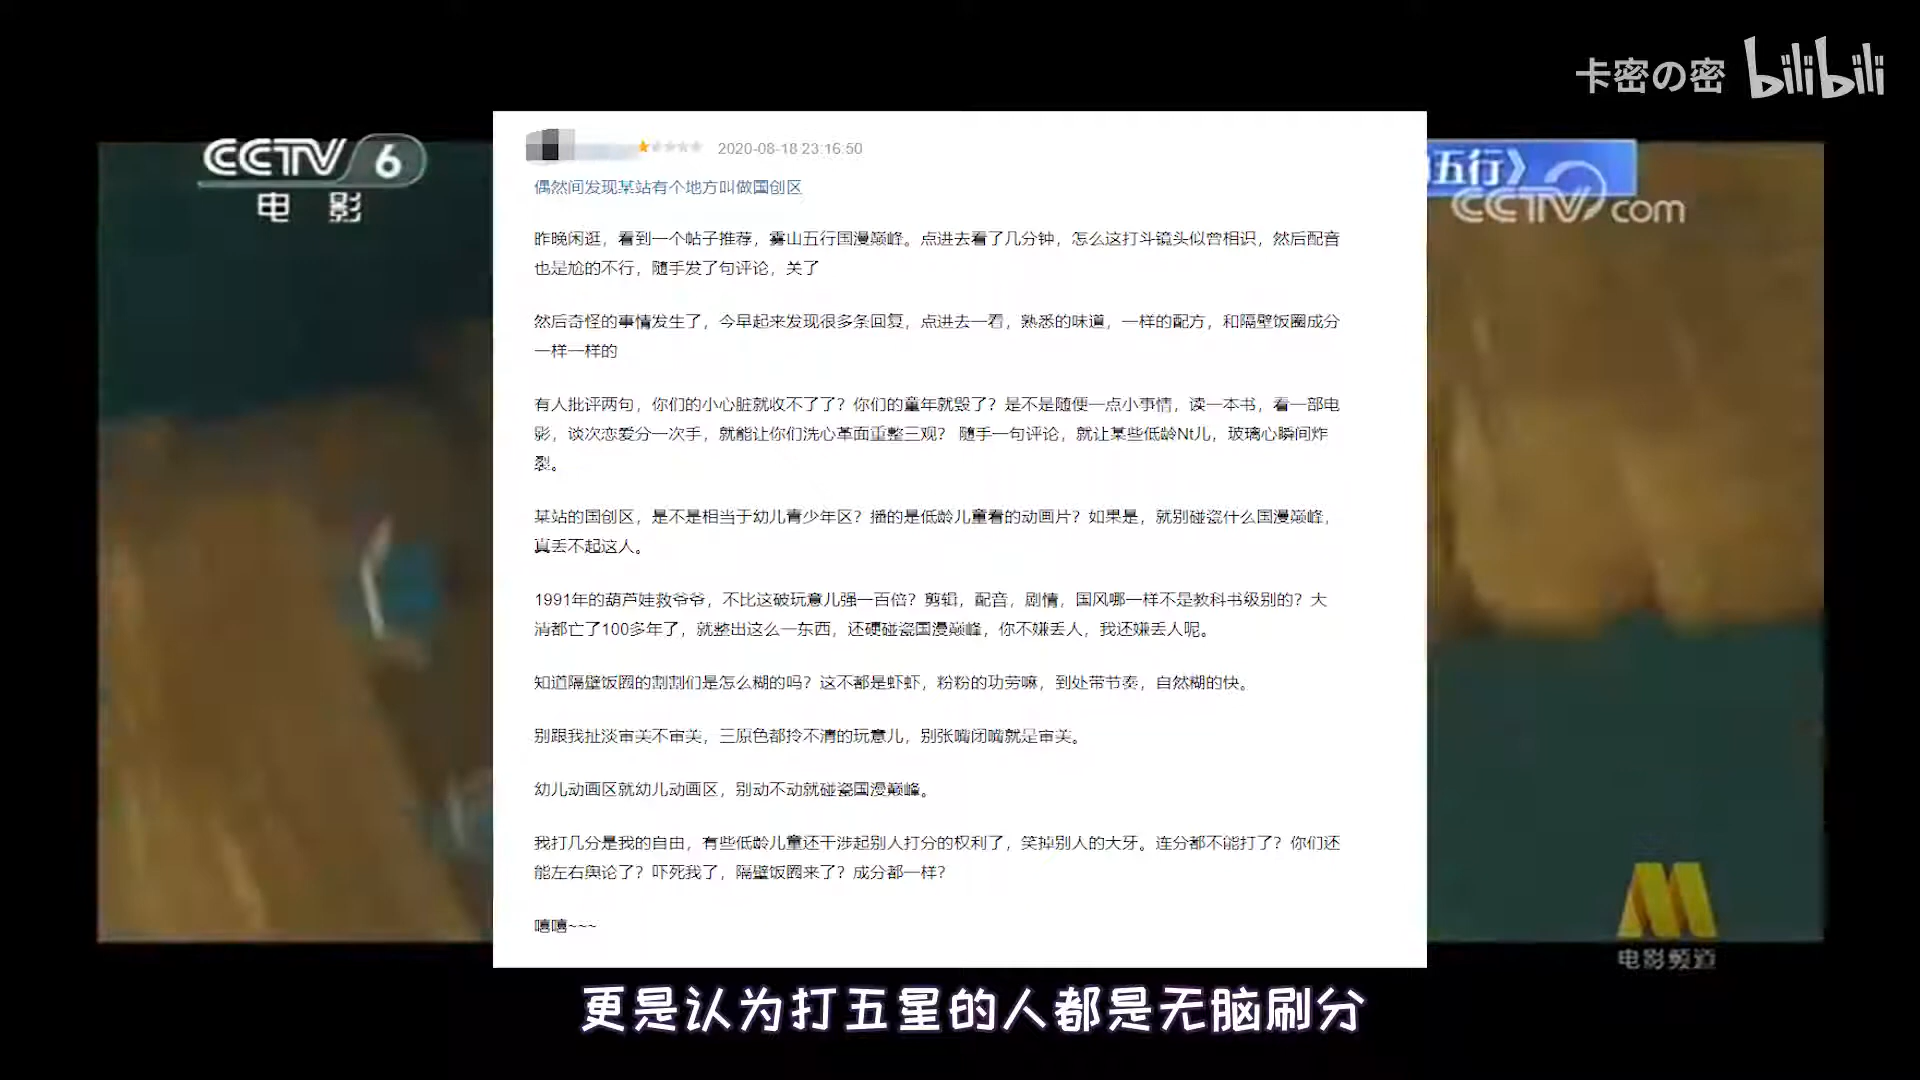 卡密の密 bilibili
CCTV 6
电影
五行》
CCTV.com
2020-08-18 23:16:50
偶然间发现某站有个地方叫做国创区
昨晚闲逛，看到一个帖子推荐，雾山五行国漫巅峰。点进去看了几分钟，怎么这打斗镜头似曾相识，然后配音
也是尬的不行，随手发了句评论，关了
然后奇怪的事情发生了，今早起来发现很多条回复，点进去一看，熟悉的味道，一样的配方，和隔壁饭圈成分
一样一样的
有人批评两句，你们的小心脏就收不了了？你们的童年就毁了？是不是随便一点小事情，读一本书，看一部电
影，谈次恋爱分一次手，就能让你们洗心革面重整三观？ 随手一句评论，就让某些低龄Nt儿，玻璃心瞬间炸
裂。
某站的国创区，是不是相当于幼儿青少年区？播的是低龄儿童看的动画片？如果是，就别碰瓷什么国漫巅峰，
真丢不起这人。
1991年的葫芦娃救爷爷，不比这破玩意儿强一百倍？剪辑，配音，剧情，国风哪一样不是教科书级别的？大
清都亡了100多年了，就整出这么一东西，还硬碰瓷国漫巅峰，你不嫌丢人，我还嫌丢人呢。
知道隔壁饭圈的割割们是怎么糊的吗？这不都是虾虾，粉粉的功劳嘛，到处带节奏，自然糊的快。
别跟我扯淡审美不审美，三原色都拎不清的玩意儿，别张嘴闭嘴就是审美。
幼儿动画区就幼儿动画区，别动不动就碰瓷国漫巅峰。
我打几分是我的自由，有些低龄儿童还干涉起别人打分的权利了，笑掉别人的大牙。连分都不能打了？你们还
能左右舆论了？吓死我了，隔壁饭圈来了？成分都一样？
嘻嘻~~~
电影频道
更是认为打五星的人都是无脑刷分